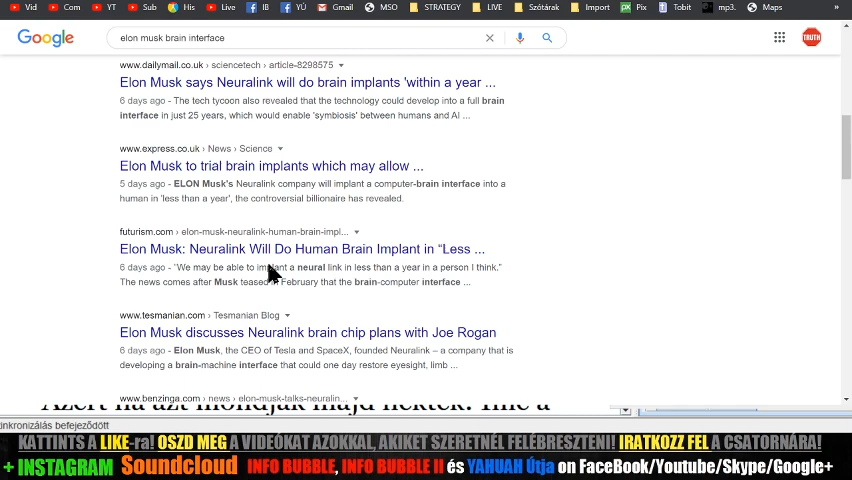 Vid Com YT Sub His Live IB YÚ Gmail MSO STRATEGY LIVE Szótárak Import Pix Tobit mp3. Maps »
Google elon musk brain interface TRUTH
www.dailymail.co.uk › sciencetech › article-8298575
Elon Musk says Neuralink will do brain implants 'within a year ...
6 days ago - The tech tycoon also revealed that the technology could develop into a full brain
interface in just 25 years, which would enable 'symbiosis' between humans and AI ...
www.express.co.uk › News › Science
Elon Musk to trial brain implants which may allow ...
5 days ago - ELON Musk's Neuralink company will implant a computer-brain interface into a
human in 'less than a year', the controversial billionaire has revealed.
futurism.com › elon-musk-neuralink-human-brain-impl...
Elon Musk: Neuralink Will Do Human Brain Implant in “Less ...
6 days ago - “We may be able to implant a neural link in less than a year in a person I think.”
The news comes after Musk teased in February that the brain-computer interface ...
www.tesmanian.com › Tesmanian Blog
Elon Musk discusses Neuralink brain chip plans with Joe Rogan
6 days ago - Elon Musk, the CEO of Tesla and SpaceX, founded Neuralink – a company that is
developing a brain-machine interface that could one day restore eyesight, limb ...
www.benzinga.com › news › elon-musk-talks-neuralin...
Azért ha azt mondják majd néktek: Ímé a
inkronizálás befejeződött
KATTINTS A LIKE-ra! OSZD MEG A VIDEÓKAT AZOKKAL, AKIKET SZERETNÉL FELÉBRESZTENI! IRATKOZZ FEL A CSATORNÁRA!
+ INSTAGRAM Soundcloud INFO BUBBLE, INFO BUBBLE II és YAHUAH Útja on FaceBook/Youtube/Skype/Google+